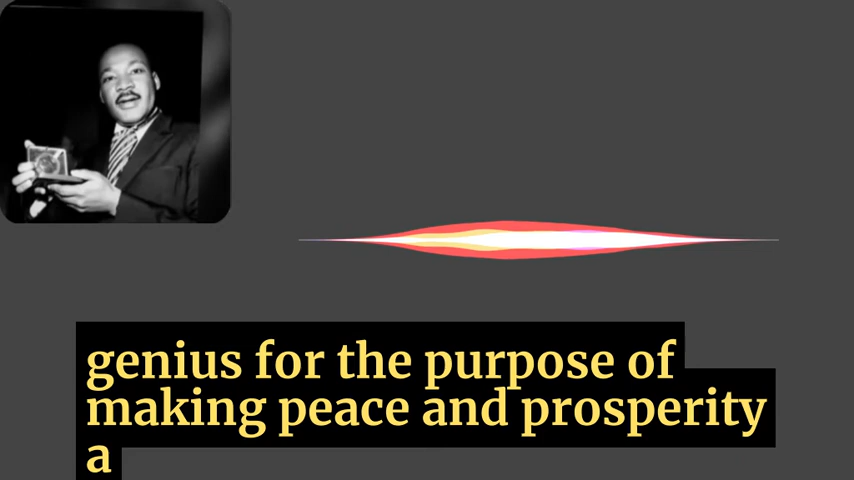 genius for the purpose of
making peace and prosperity
a